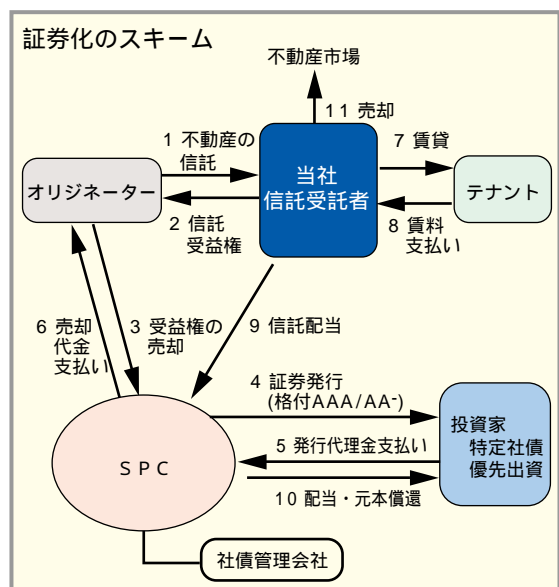 証券化のスキーム
不動産市場
11 売却
1 不動産の
信託
7 賃貸
当社
信託受託者
オリジネーター
テナント
2 信託
受益権
8 賃料
支払い
6 売却
代金
支払い
3 受益権の
売却
9 信託配当
4 証券発行
(格付AAA/AA-)
投資家
特定社債
優先出資
5 発行代理金支払い
SPC
10 配当・元本償還
社債管理会社